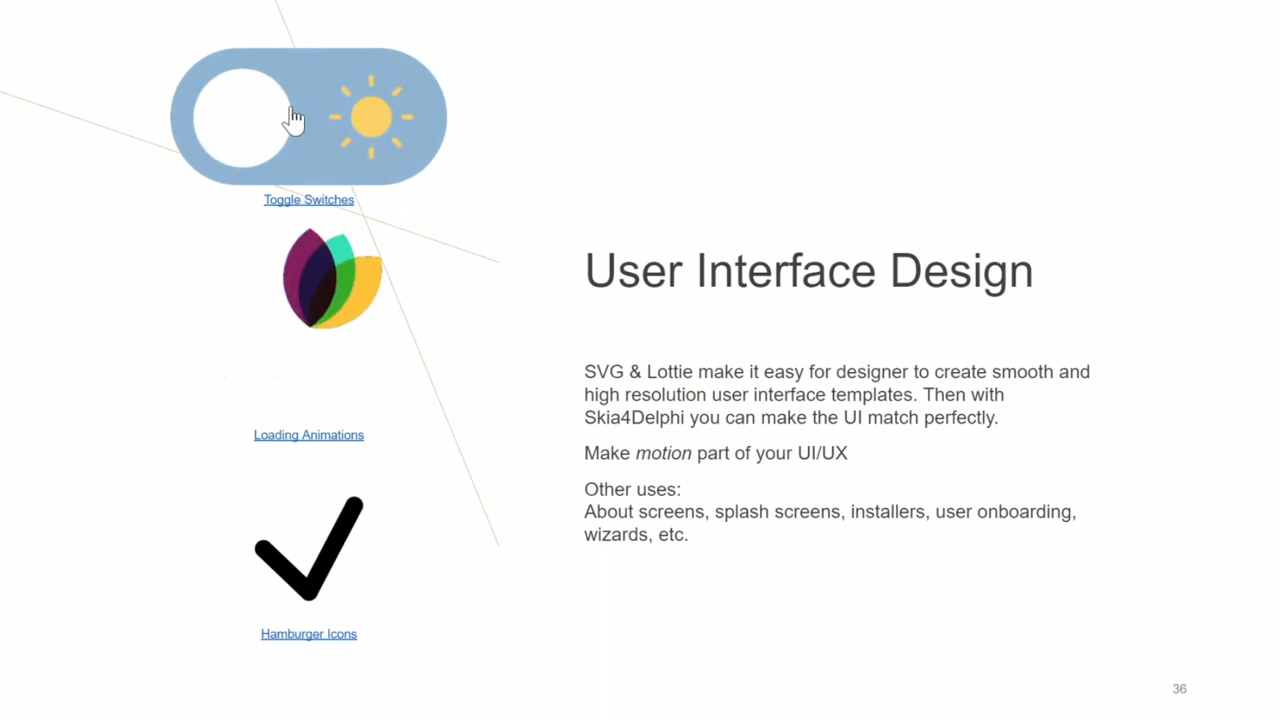 Toggle Switches
Loading Animations
Hamburger Icons
User Interface Design
SVG & Lottie make it easy for designer to create smooth and
high resolution user interface templates. Then with
Skia4Delphi you can make the UI match perfectly.
Make motion part of your UI/UX
Other uses:
About screens, splash screens, installers, user onboarding,
wizards, etc.
36